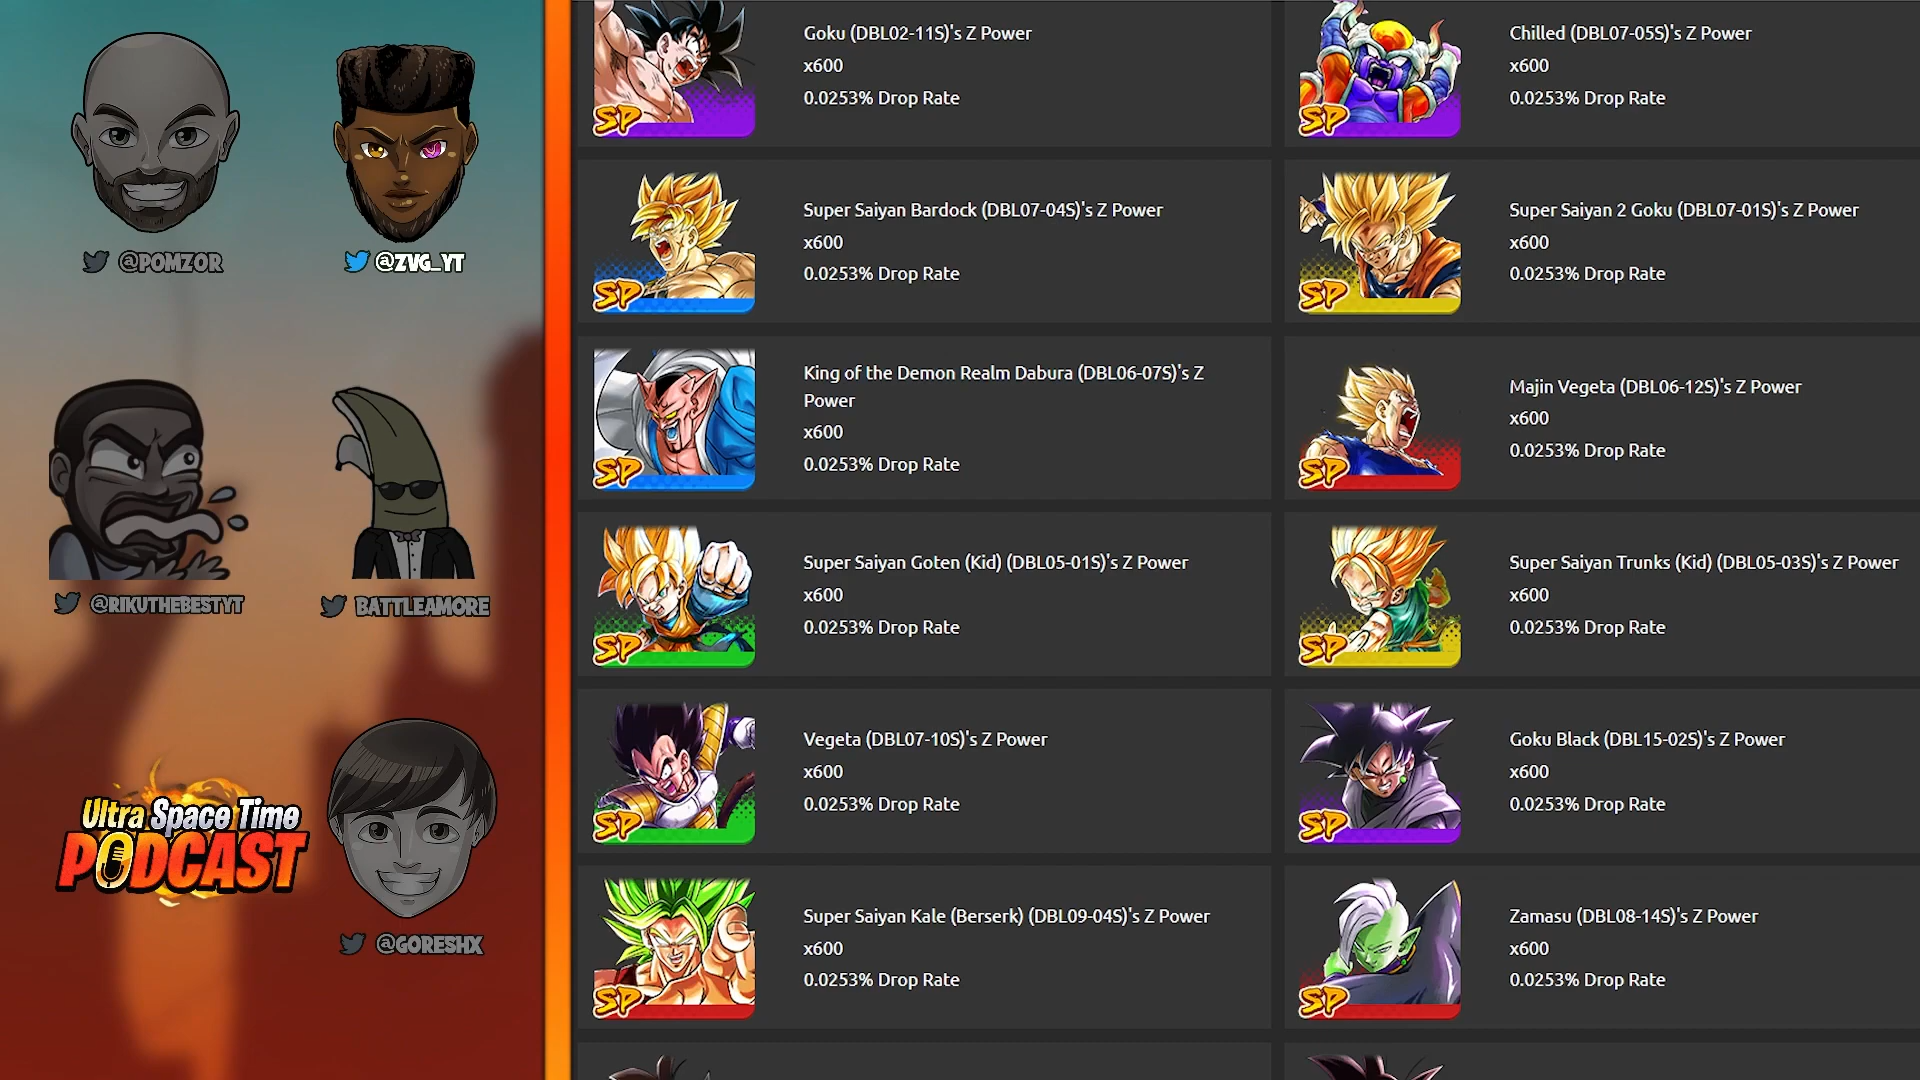 @POMZOR
@ZVG_YT
@RIKUTHEBESTYT
BATTLEAMORE
Ultra Space Time
PODCAST
@GORESHX
Goku (DBL02-11S)'s Z Power
x600
0.0253% Drop Rate
SP
Chilled (DBL07-05S)'s Z Power
x600
0.0253% Drop Rate
SP
Super Saiyan Bardock (DBL07-04S)'s Z Power
x600
0.0253% Drop Rate
SP
Super Saiyan 2 Goku (DBL07-01S)'s Z Power
x600
0.0253% Drop Rate
SP
King of the Demon Realm Dabura (DBL06-07S)'s Z
Power
x600
0.0253% Drop Rate
SP
Majin Vegeta (DBL06-12S)'s Z Power
x600
0.0253% Drop Rate
SP
Super Saiyan Goten (Kid) (DBL05-01S)'s Z Power
x600
0.0253% Drop Rate
SP
Super Saiyan Trunks (Kid) (DBL05-03S)'s Z Power
x600
0.0253% Drop Rate
SP
Vegeta (DBL07-10S)'s Z Power
x600
0.0253% Drop Rate
SP
Goku Black (DBL15-02S)'s Z Power
x600
0.0253% Drop Rate
SP
Super Saiyan Kale (Berserk) (DBL09-04S)'s Z Power
x600
0.0253% Drop Rate
SP
Zamasu (DBL08-14S)'s Z Power
x600
0.0253% Drop Rate
SP